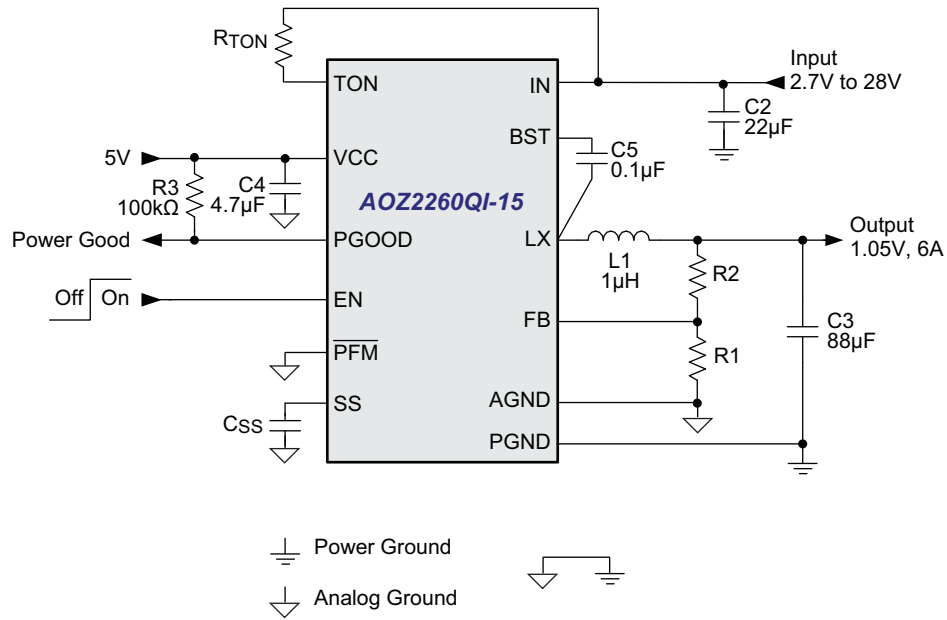 RTON
TON
IN
Input
2.7V to 28V
C2
22µF
BST
C5
0.1µF
5V
VCC
R3
100kΩ
C4
4.7µF
AOZ2260QI-15
Power Good
PGOOD
LX
L1
1µH
Output
1.05V, 6A
R2
Off On
EN
FB
C3
88µF
PFM
R1
SS
CSS
AGND
PGND
Power Ground
Analog Ground